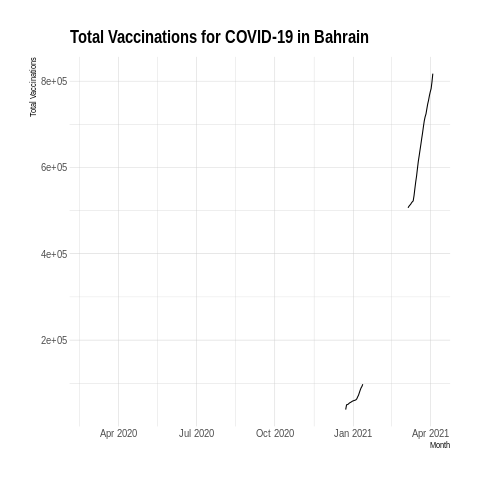 Total Vaccinations for COVID-19 in Bahrain
Total Vaccinations
8e+05
6e+05
4e+05
2e+05
Apr 2020 Jul 2020 Oct 2020 Jan 2021 Apr 2021
Month